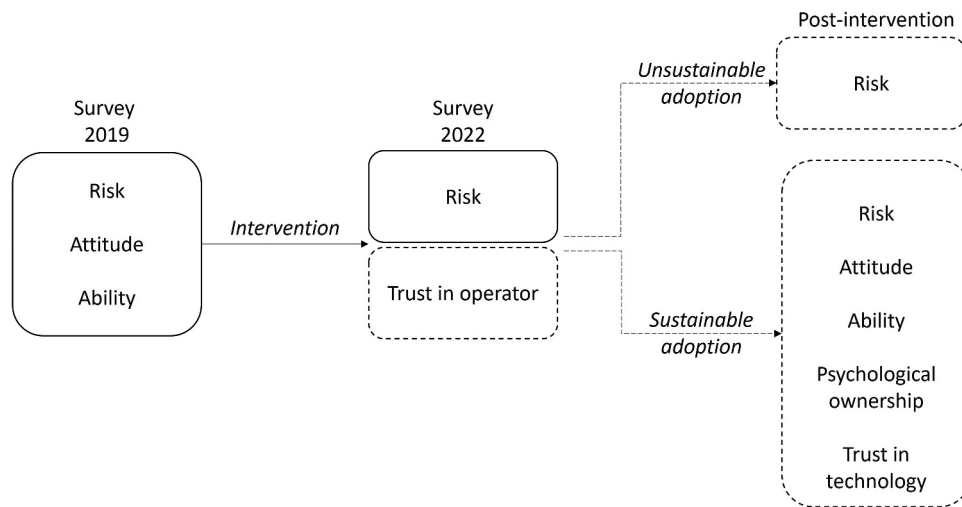 Survey
2019
Risk
Attitude
Ability
Intervention
Survey
2022
Risk
Trust in operator
Unsustainable
adoption
Sustainable
adoption
Post-intervention
Risk
Risk
Attitude
Ability
Psychological
ownership
Trust in
technology